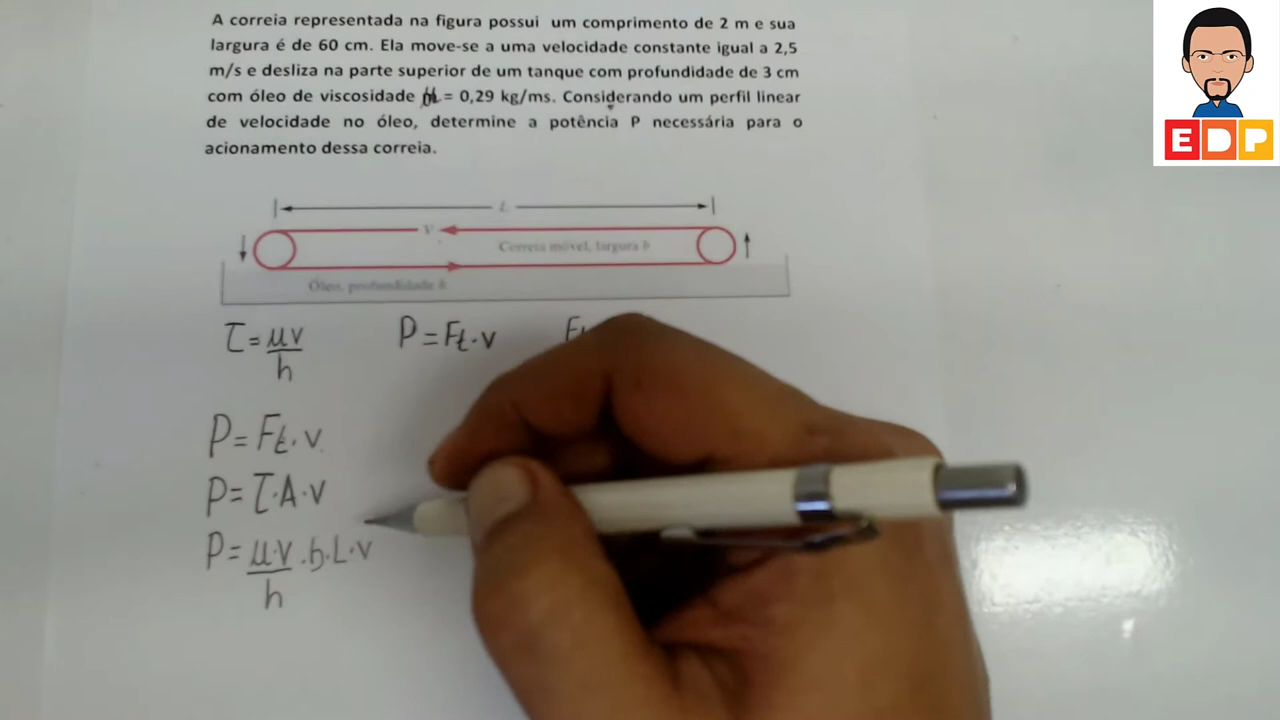 A correia representada na figura possui um comprimento de 2 m e sua
largura é de 60 cm. Ela move-se a uma velocidade constante igual a 2,5
m/s e desliza na parte superior de um tanque com profundidade de 3 cm
com óleo de viscosidade μ = 0,29 kg/ms. Considerando um perfil linear
de velocidade no óleo, determine a potência P necessária para o
acionamento dessa correia.
EDP
L
V
Correia móvel, largura b
Óleo, profundidade h
τ = μv/h P = Ft·v
P = Ft·v
P = τ·A·v
P = μ·v/h ·b·L·v